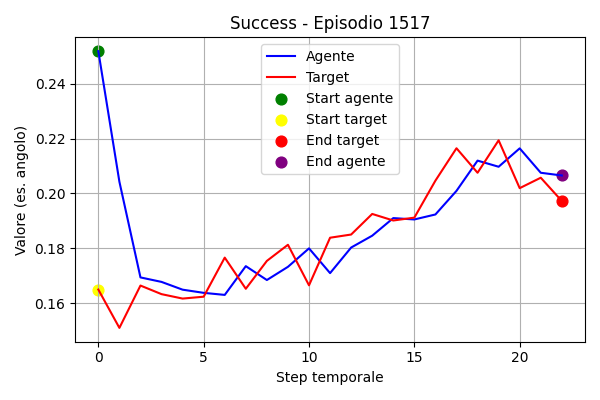 Success - Episodio 1517
Agente
Target
Start agente
Start target
End target
End agente
Valore (es. angolo)
0.24
0.22
0.20
0.18
0.16
0 5 10 15 20
Step temporale